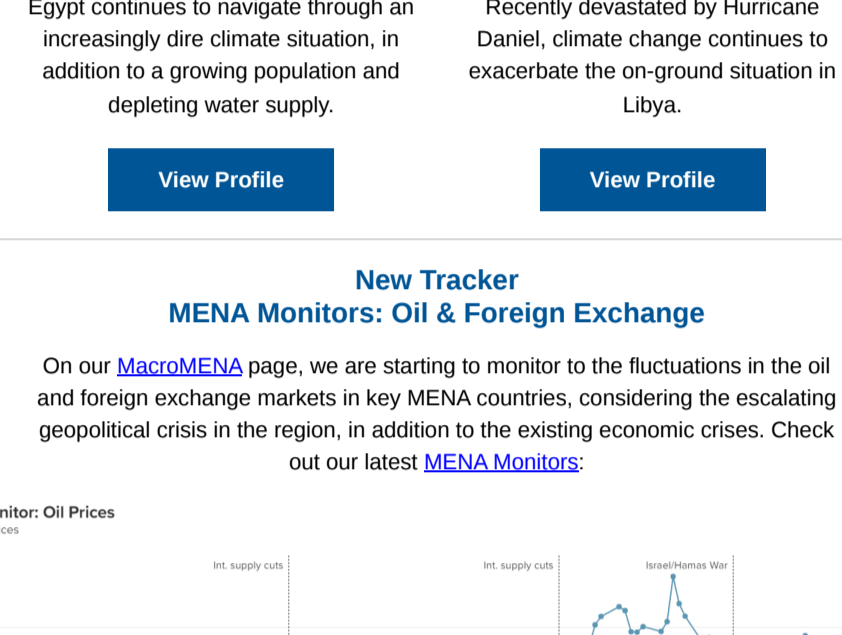 Egypt continues to navigate through an
increasingly dire climate situation, in
addition to a growing population and
depleting water supply.
View Profile
Recently devastated by Hurricane
Daniel, climate change continues to
exacerbate the on-ground situation in
Libya.
View Profile
New Tracker
MENA Monitors: Oil & Foreign Exchange
On our MacroMENA page, we are starting to monitor to the fluctuations in the oil
and foreign exchange markets in key MENA countries, considering the escalating
geopolitical crisis in the region, in addition to the existing economic crises. Check
out our latest MENA Monitors:
nitor: Oil Prices
ces
Int. supply cuts
Int. supply cuts
Israel/Hamas War